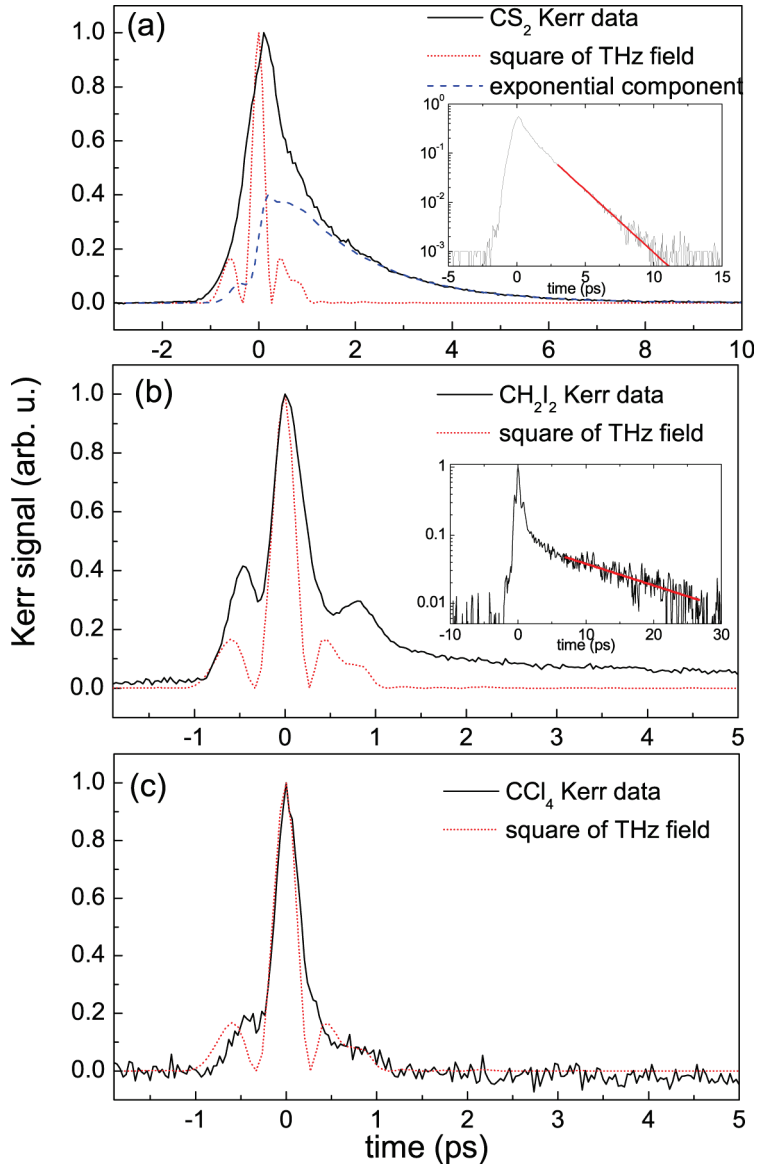 (a)
CS2 Kerr data
square of THz field
exponential component
1.0
0.8
0.6
0.4
0.2
0.0
-2 0 2 4 6 8 10
10^0
10^-1
10^-2
10^-3
-5 0 5 10 15
time (ps)
Kerr signal (arb. u.)
(b)
CH2I2 Kerr data
square of THz field
1.0
0.8
0.6
0.4
0.2
0.0
-1 0 1 2 3 4 5
1
0.1
0.01
-10 0 10 20 30
time (ps)
(c)
CCl4 Kerr data
square of THz field
1.0
0.8
0.6
0.4
0.2
0.0
-1 0 1 2 3 4 5
time (ps)